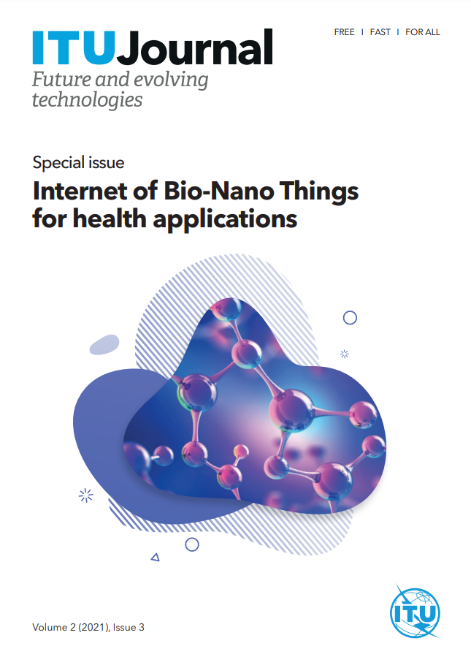 ITUJournal
FREE I FAST I FOR ALL
Future and evolving
technologies
Special issue
Internet of Bio-Nano Things
for health applications
Volume 2 (2021), Issue 3
ITU